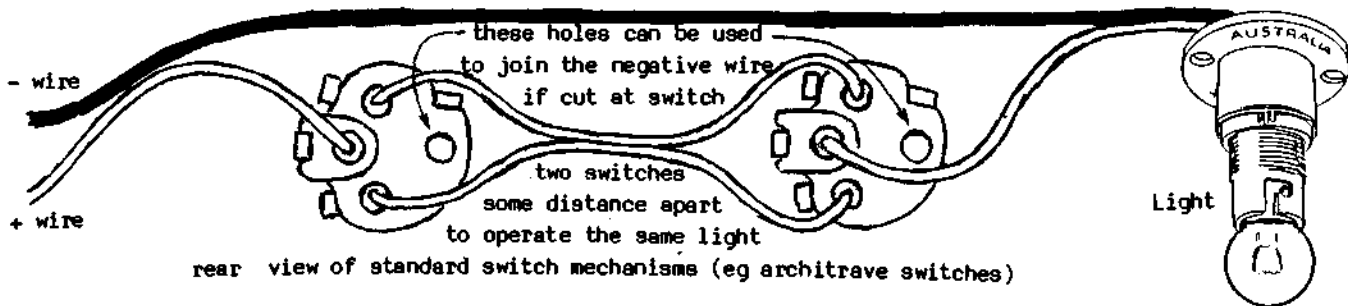 these holes can be used
to join the negative wire
if cut at switch
AUSTRALIA
- wire
+ wire
two switches
some distance apart
to operate the same light
Light
rear view of standard switch mechanisms (eg architrave switches)